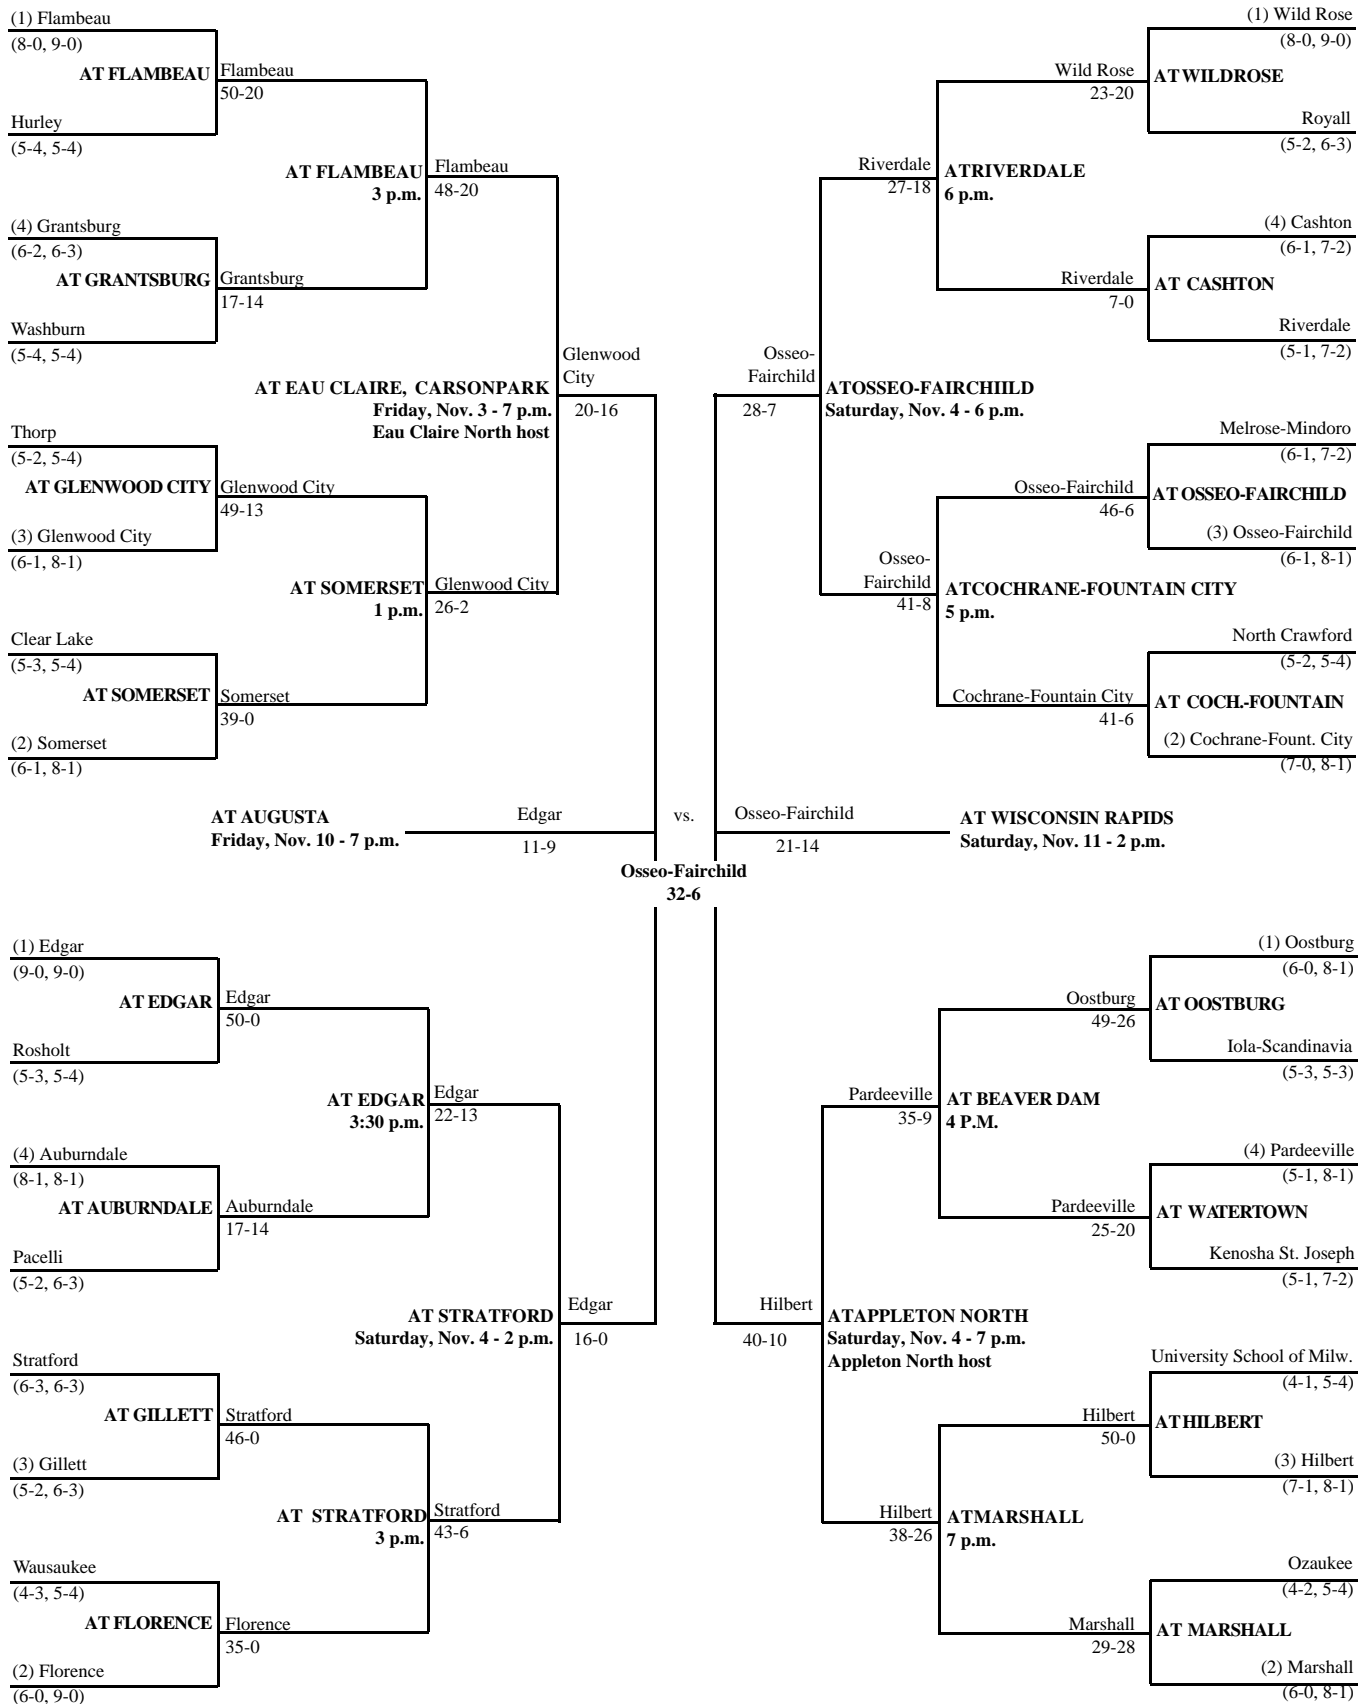 (1) Flambeau
(8-0, 9-0)
AT FLAMBEAU
Flambeau
50-20
Hurley
(5-4, 5-4)
AT FLAMBEAU
3 p.m.
Flambeau
48-20
(4) Grantsburg
(6-2, 6-3)
AT GRANTSBURG
Grantsburg
17-14
Washburn
(5-4, 5-4)
AT EAU CLAIRE, CARSONPARK
Friday, Nov. 3 - 7 p.m.
Eau Claire North host
Glenwood
City
20-16
Thorp
(5-2, 5-4)
AT GLENWOOD CITY
Glenwood City
49-13
(3) Glenwood City
(6-1, 8-1)
AT SOMERSET
1 p.m.
Glenwood City
26-2
Clear Lake
(5-3, 5-4)
AT SOMERSET
Somerset
39-0
(2) Somerset
(6-1, 8-1)
(1) Wild Rose
(8-0, 9-0)
Wild Rose
23-20
AT WILDROSE
Royall
(5-2, 6-3)
Riverdale
27-18
ATRIVERDALE
6 p.m.
(4) Cashton
(6-1, 7-2)
Riverdale
7-0
AT CASHTON
Riverdale
(5-1, 7-2)
Osseo-
Fairchild
28-7
ATOSSEO-FAIRCHIILD
Saturday, Nov. 4 - 6 p.m.
Melrose-Mindoro
(6-1, 7-2)
Osseo-Fairchild
46-6
AT OSSEO-FAIRCHILD
(3) Osseo-Fairchild
(6-1, 8-1)
Osseo-
Fairchild
41-8
ATCOCHRANE-FOUNTAIN CITY
5 p.m.
North Crawford
(5-2, 5-4)
Cochrane-Fountain City
41-6
AT COCH.-FOUNTAIN
(2) Cochrane-Fount. City
(7-0, 8-1)
AT AUGUSTA
Friday, Nov. 10 - 7 p.m.
Edgar
11-9
vs.
Osseo-Fairchild
21-14
AT WISCONSIN RAPIDS
Saturday, Nov. 11 - 2 p.m.
Osseo-Fairchild
32-6
(1) Edgar
(9-0, 9-0)
AT EDGAR
Edgar
50-0
Rosholt
(5-3, 5-4)
AT EDGAR
3:30 p.m.
Edgar
22-13
(4) Auburndale
(8-1, 8-1)
AT AUBURNDALE
Auburndale
17-14
Pacelli
(5-2, 6-3)
AT STRATFORD
Saturday, Nov. 4 - 2 p.m.
Edgar
16-0
Stratford
(6-3, 6-3)
AT GILLETT
Stratford
46-0
(3) Gillett
(5-2, 6-3)
AT STRATFORD
3 p.m.
Stratford
43-6
Wausaukee
(4-3, 5-4)
AT FLORENCE
Florence
35-0
(2) Florence
(6-0, 9-0)
(1) Oostburg
(6-0, 8-1)
Oostburg
49-26
AT OOSTBURG
Iola-Scandinavia
(5-3, 5-3)
Pardeeville
35-9
AT BEAVER DAM
4 P.M.
(4) Pardeeville
(5-1, 8-1)
Pardeeville
25-20
AT WATERTOWN
Kenosha St. Joseph
(5-1, 7-2)
Hilbert
40-10
ATAPPLETON NORTH
Saturday, Nov. 4 - 7 p.m.
Appleton North host
University School of Milw.
(4-1, 5-4)
Hilbert
50-0
AT HILBERT
(3) Hilbert
(7-1, 8-1)
Hilbert
38-26
ATMARSHALL
7 p.m.
Ozaukee
(4-2, 5-4)
Marshall
29-28
AT MARSHALL
(2) Marshall
(6-0, 8-1)